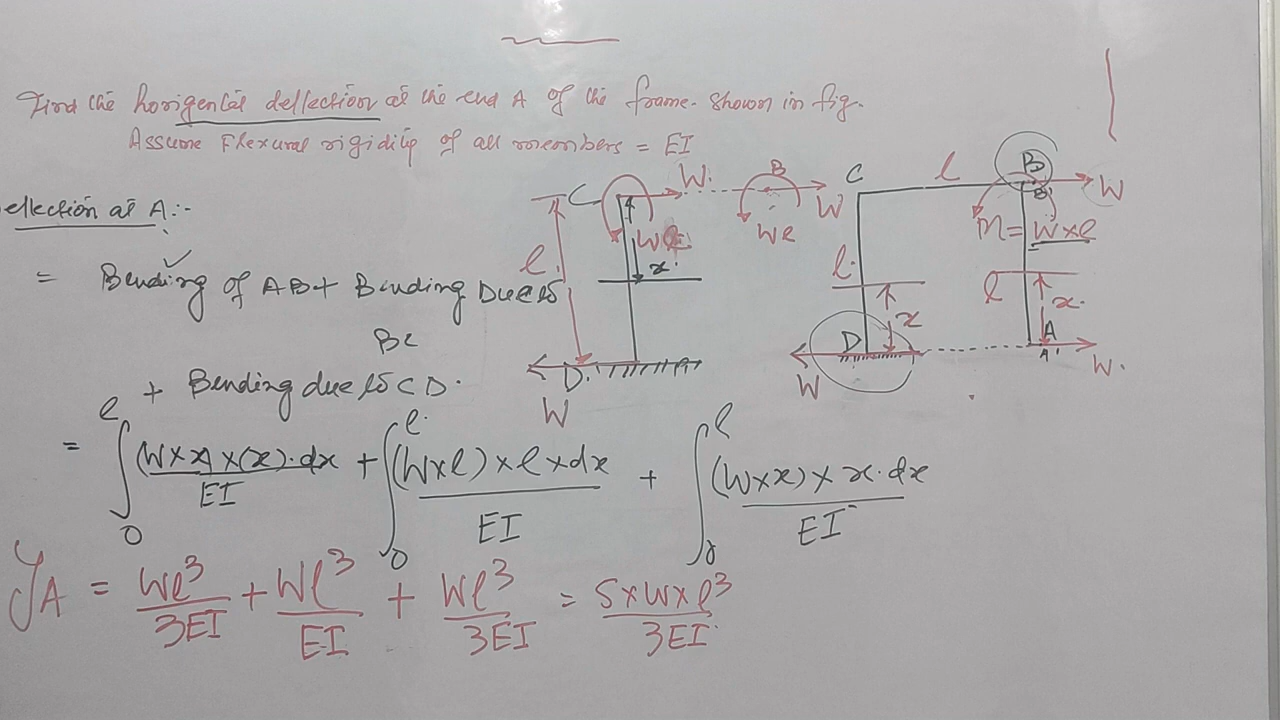 Find the horizental deflection at the end A of the frame. Shown in fig.
Assume Flexural rigidity of all members = EI
eflection at A :-
= Bending of AB + Bending Due to
BC
+ Bending due to CD.
= ∫₀ˡ (W×x)×(x).dx / EI + ∫₀ˡ (W×l)×l×dx / EI + ∫₀ˡ (W×x)×x.dx / EI
yA = Wl³/3EI + Wl³/EI + Wl³/3EI = 5×W×l³/3EI
C W. B W
Wl Wl
l. x.
D. W
C l B W
B'
M = W×l
l. x l x.
D A
W A' W.